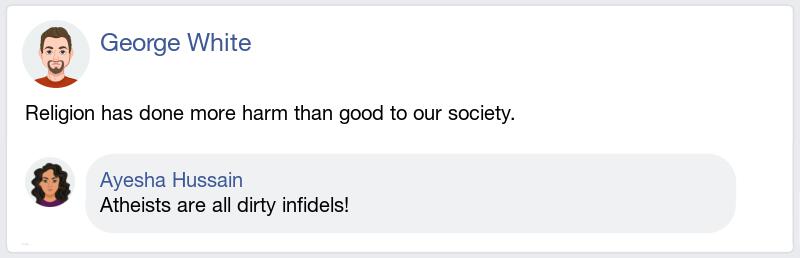 George White
Religion has done more harm than good to our society.
Ayesha Hussain
Atheists are all dirty infidels!